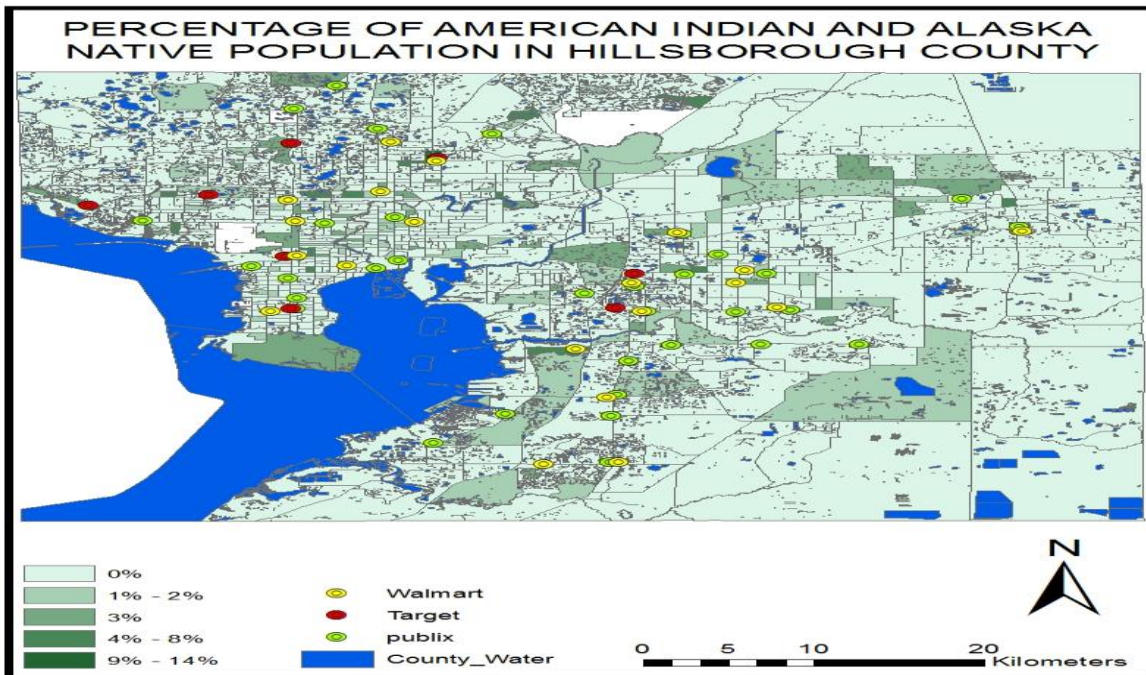 PERCENTAGE OF AMERICAN INDIAN AND ALASKA
NATIVE POPULATION IN HILLSBOROUGH COUNTY
0%
1% - 2%
3%
4% - 8%
9% - 14%
Walmart
Target
publix
County_Water
N
0 5 10 20
Kilometers